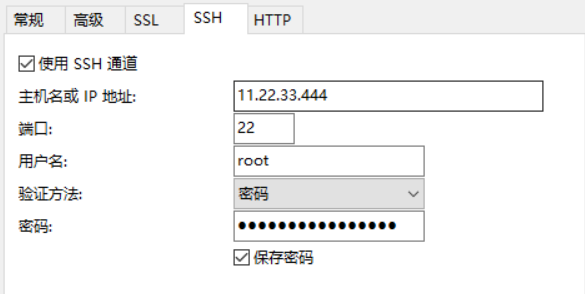 常规 高级 SSL SSH HTTP
使用 SSH 通道
主机名或 IP 地址: 11.22.33.444
端口: 22
用户名: root
验证方法: 密码
密码: ●●●●●●●●●●●●●●●●
保存密码